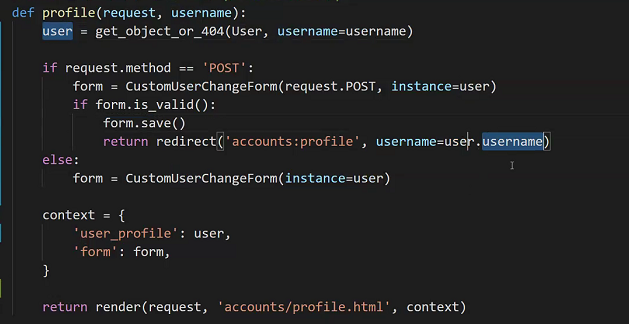 def profile(request, username):
    user = get_object_or_404(User, username=username)

    if request.method == 'POST':
        form = CustomUserChangeForm(request.POST, instance=user)
        if form.is_valid():
            form.save()
            return redirect('accounts:profile', username=user.username)
    else:
        form = CustomUserChangeForm(instance=user)

    context = {
        'user_profile': user,
        'form': form,
    }

    return render(request, 'accounts/profile.html', context)